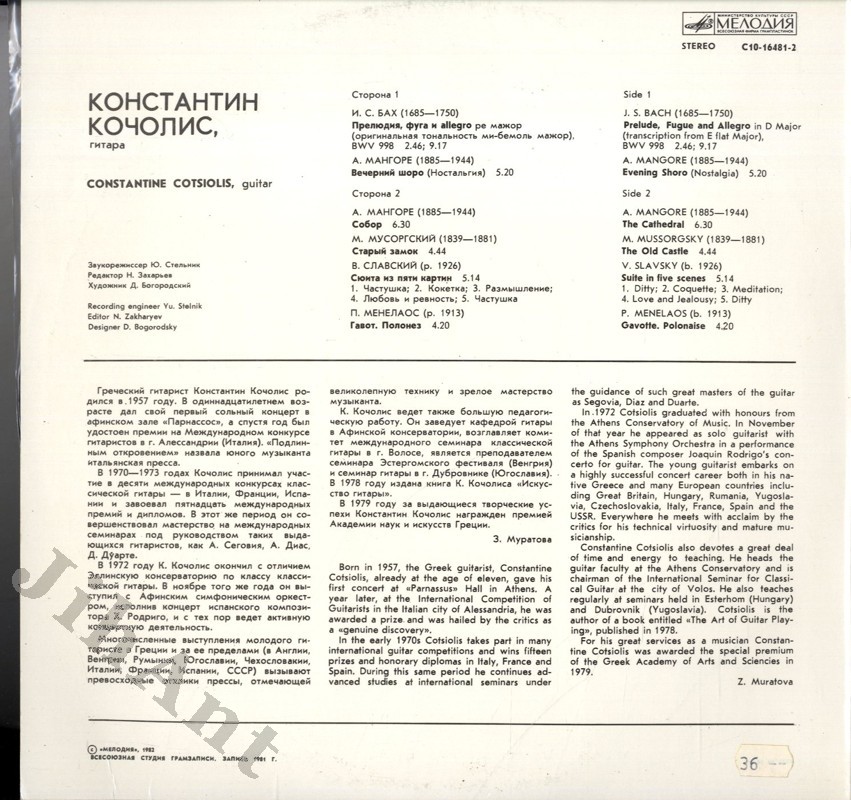 МИНИСТЕРСТВО КУЛЬТУРЫ СССР
МЕЛОДИЯ
ВСЕСОЮЗНАЯ ФИРМА ГРАМПЛАСТИНОК
STEREO С10-16481-2
КОНСТАНТИН
КОЧОЛИС,
гитара
CONSTANTINE COTSIOLIS, guitar
Звукорежиссер Ю. Стельник
Редактор Н. Захарьев
Художник Д. Богородский
Recording engineer Yu. Stelnik
Editor N. Zakharyev
Designer D. Bogorodsky
Сторона 1
И. С. БАХ (1685—1750)
Прелюдия, фуга и allegro ре мажор
(оригинальная тональность ми-бемоль мажор),
BWV 998 2.46; 9.17
А. МАНГОРЕ (1885—1944)
Вечерний шоро (Ностальгия) 5.20
Сторона 2
А. МАНГОРЕ (1885—1944)
Собор 6.30
М. МУСОРГСКИЙ (1839—1881)
Старый замок 4.44
В. СЛАВСКИЙ (р. 1926)
Сюита из пяти картин 5.14
1. Частушка; 2. Кокетка; 3. Размышление;
4. Любовь и ревность; 5. Частушка
П. МЕНЕЛАОС (р. 1913)
Гавот. Полонез 4.20
Side 1
J. S. BACH (1685—1750)
Prelude, Fugue and Allegro in D Major
(transcription from E flat Major),
BWV 998 2.46; 9.17
A. MANGORE (1885—1944)
Evening Shoro (Nostalgia) 5.20
Side 2
A. MANGORE (1885—1944)
The Cathedral 6.30
M. MUSSORGSKY (1839—1881)
The Old Castle 4.44
V. SLAVSKY (b. 1926)
Suite in five scenes 5.14
1. Ditty; 2. Coquette; 3. Meditation;
4. Love and Jealousy; 5. Ditty
P. MENELAOS (b. 1913)
Gavotte. Polonaise 4.20
Греческий гитарист Константин Кочолис ро-
дился в 1957 году. В одиннадцатилетнем воз-
расте дал свой первый сольный концерт в
афинском зале «Парнассос», а спустя год был
удостоен премии на Международном конкурсе
гитаристов в г. Алессандрии (Италия). «Подлин-
ным откровением» назвала юного музыканта
итальянская пресса.
В 1970—1973 годах Кочолис принимал учас-
тие в десяти международных конкурсах клас-
сической гитары — в Италии, Франции, Испа-
нии и завоевал пятнадцать международных
премий и дипломов. В этот же период он со-
вершенствовал мастерство на международных
семинарах под руководством таких выда-
ющихся гитаристов, как А. Сеговия, А. Диас,
Д. Дуарте.
В 1972 году К. Кочолис окончил с отличием
Эллинскую консерваторию по классу класси-
ческой гитары. В ноябре того же года он вы-
ступил с Афинским симфоническим оркест-
ром, исполнив концерт испанского компози-
тора Х. Родриго, и с тех пор ведет активную
концертную деятельность.
Многочисленные выступления молодого ги-
тариста в Греции и за ее пределами (в Англии,
Венгрии, Румынии, Югославии, Чехословакии,
Италии, Франции, Испании, СССР) вызывают
превосходные отклики прессы, отмечающей
великолепную технику и зрелое мастерство
музыканта.
К. Кочолис ведет также большую педагоги-
ческую работу. Он заведует кафедрой гитары
в Афинской консерватории, возглавляет коми-
тет международного семинара классической
гитары в г. Волосе, является преподавателем
семинара Эстергомского фестиваля (Венгрия)
и семинар гитары в г. Дубровнике (Югославия).
В 1978 году издана книга К. Кочолиса «Искус-
ство гитары».
В 1979 году за выдающиеся творческие ус-
пехи Константин Кочолис награжден премией
Академии наук и искусств Греции.
З. Муратова
Born in 1957, the Greek guitarist, Constantine
Cotsiolis, already at the age of eleven, gave his
first concert at «Parnassus» Hall in Athens. A
year later, at the International Competition of
Guitarists in the Italian city of Alessandria, he was
awarded a prize and was hailed by the critics as
a «genuine discovery».
In the early 1970s Cotsiolis takes part in many
international guitar competitions and wins fifteen
prizes and honorary diplomas in Italy, France and
Spain. During this same period he continues ad-
vanced studies at international seminars under
the guidance of such great masters of the guitar
as Segovia, Diaz and Duarte.
In 1972 Cotsiolis graduated with honours from
the Athens Conservatory of Music. In November
of that year he appeared as solo guitarist with
the Athens Symphony Orchestra in a performance
of the Spanish composer Joaquin Rodrigo's con-
certo for guitar. The young guitarist embarks on
a highly successful concert career both in his na-
tive Greece and many European countries inclu-
ding Great Britain, Hungary, Rumania, Yugosla-
via, Czechoslovakia, Italy, France, Spain and the
USSR. Everywhere he meets with acclaim by the
critics for his technical virtuosity and mature mu-
sicianship.
Constantine Cotsiolis also devotes a great deal
of time and energy to teaching. He heads the
guitar faculty at the Athens Conservatory and is
chairman of the International Seminar for Classi-
cal Guitar at the city of Volos. He also teaches
regularly at seminars held in Esterhom (Hungary)
and Dubrovnik (Yugoslavia). Cotsiolis is the
author of a book entitled «The Art of Guitar Play-
ing», published in 1978.
For his great services as a musician Constan-
tine Cotsiolis was awarded the special premium
of the Greek Academy of Arts and Sciencies in
1979.
Z. Muratova
«МЕЛОДИЯ», 1982
ВСЕСОЮЗНАЯ СТУДИЯ ГРАМЗАПИСИ. ЗАПИСЬ 1981 Г.
36
JimAnt